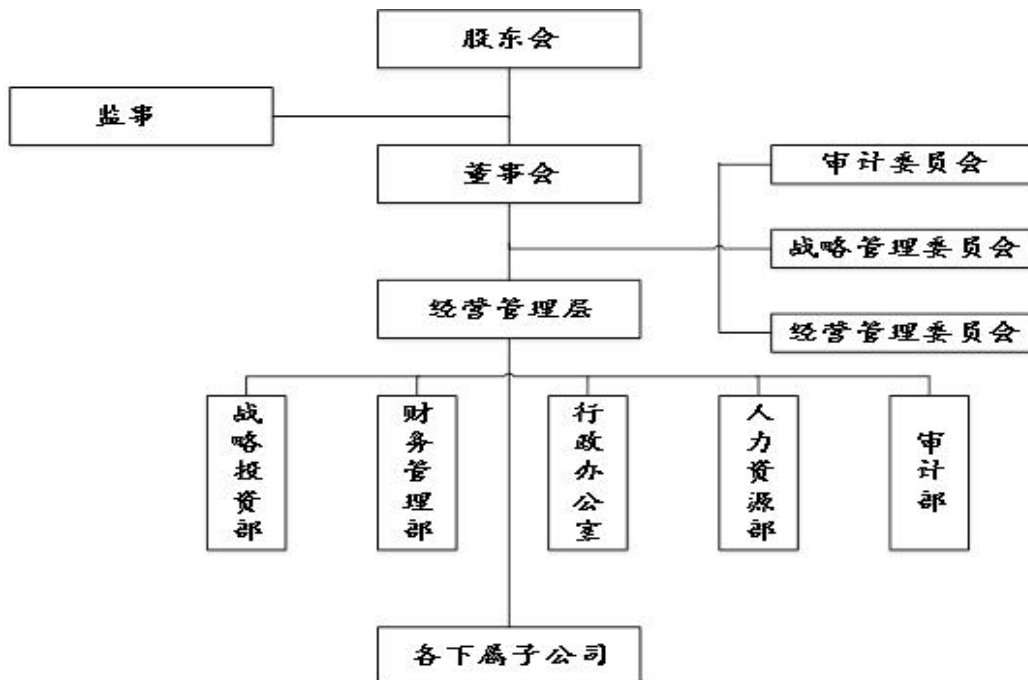 股东会
监事
董事会
审计委员会
战略管理委员会
经营管理层
经营管理委员会
战略投资部
财务管理部
行政办公室
人力资源部
审计部
各下属子公司